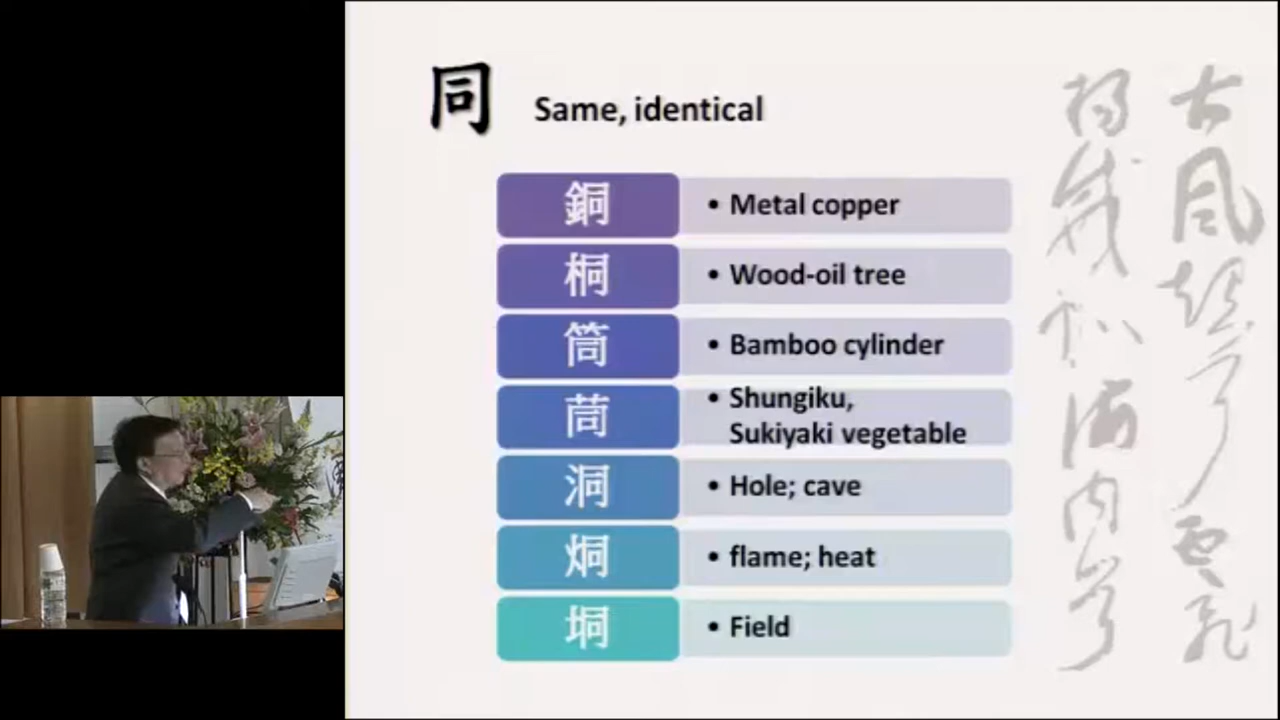 同 Same, identical
銅 • Metal copper
桐 • Wood-oil tree
筒 • Bamboo cylinder
茼 • Shungiku,
Sukiyaki vegetable
洞 • Hole; cave
烔 • flame; heat
垌 • Field